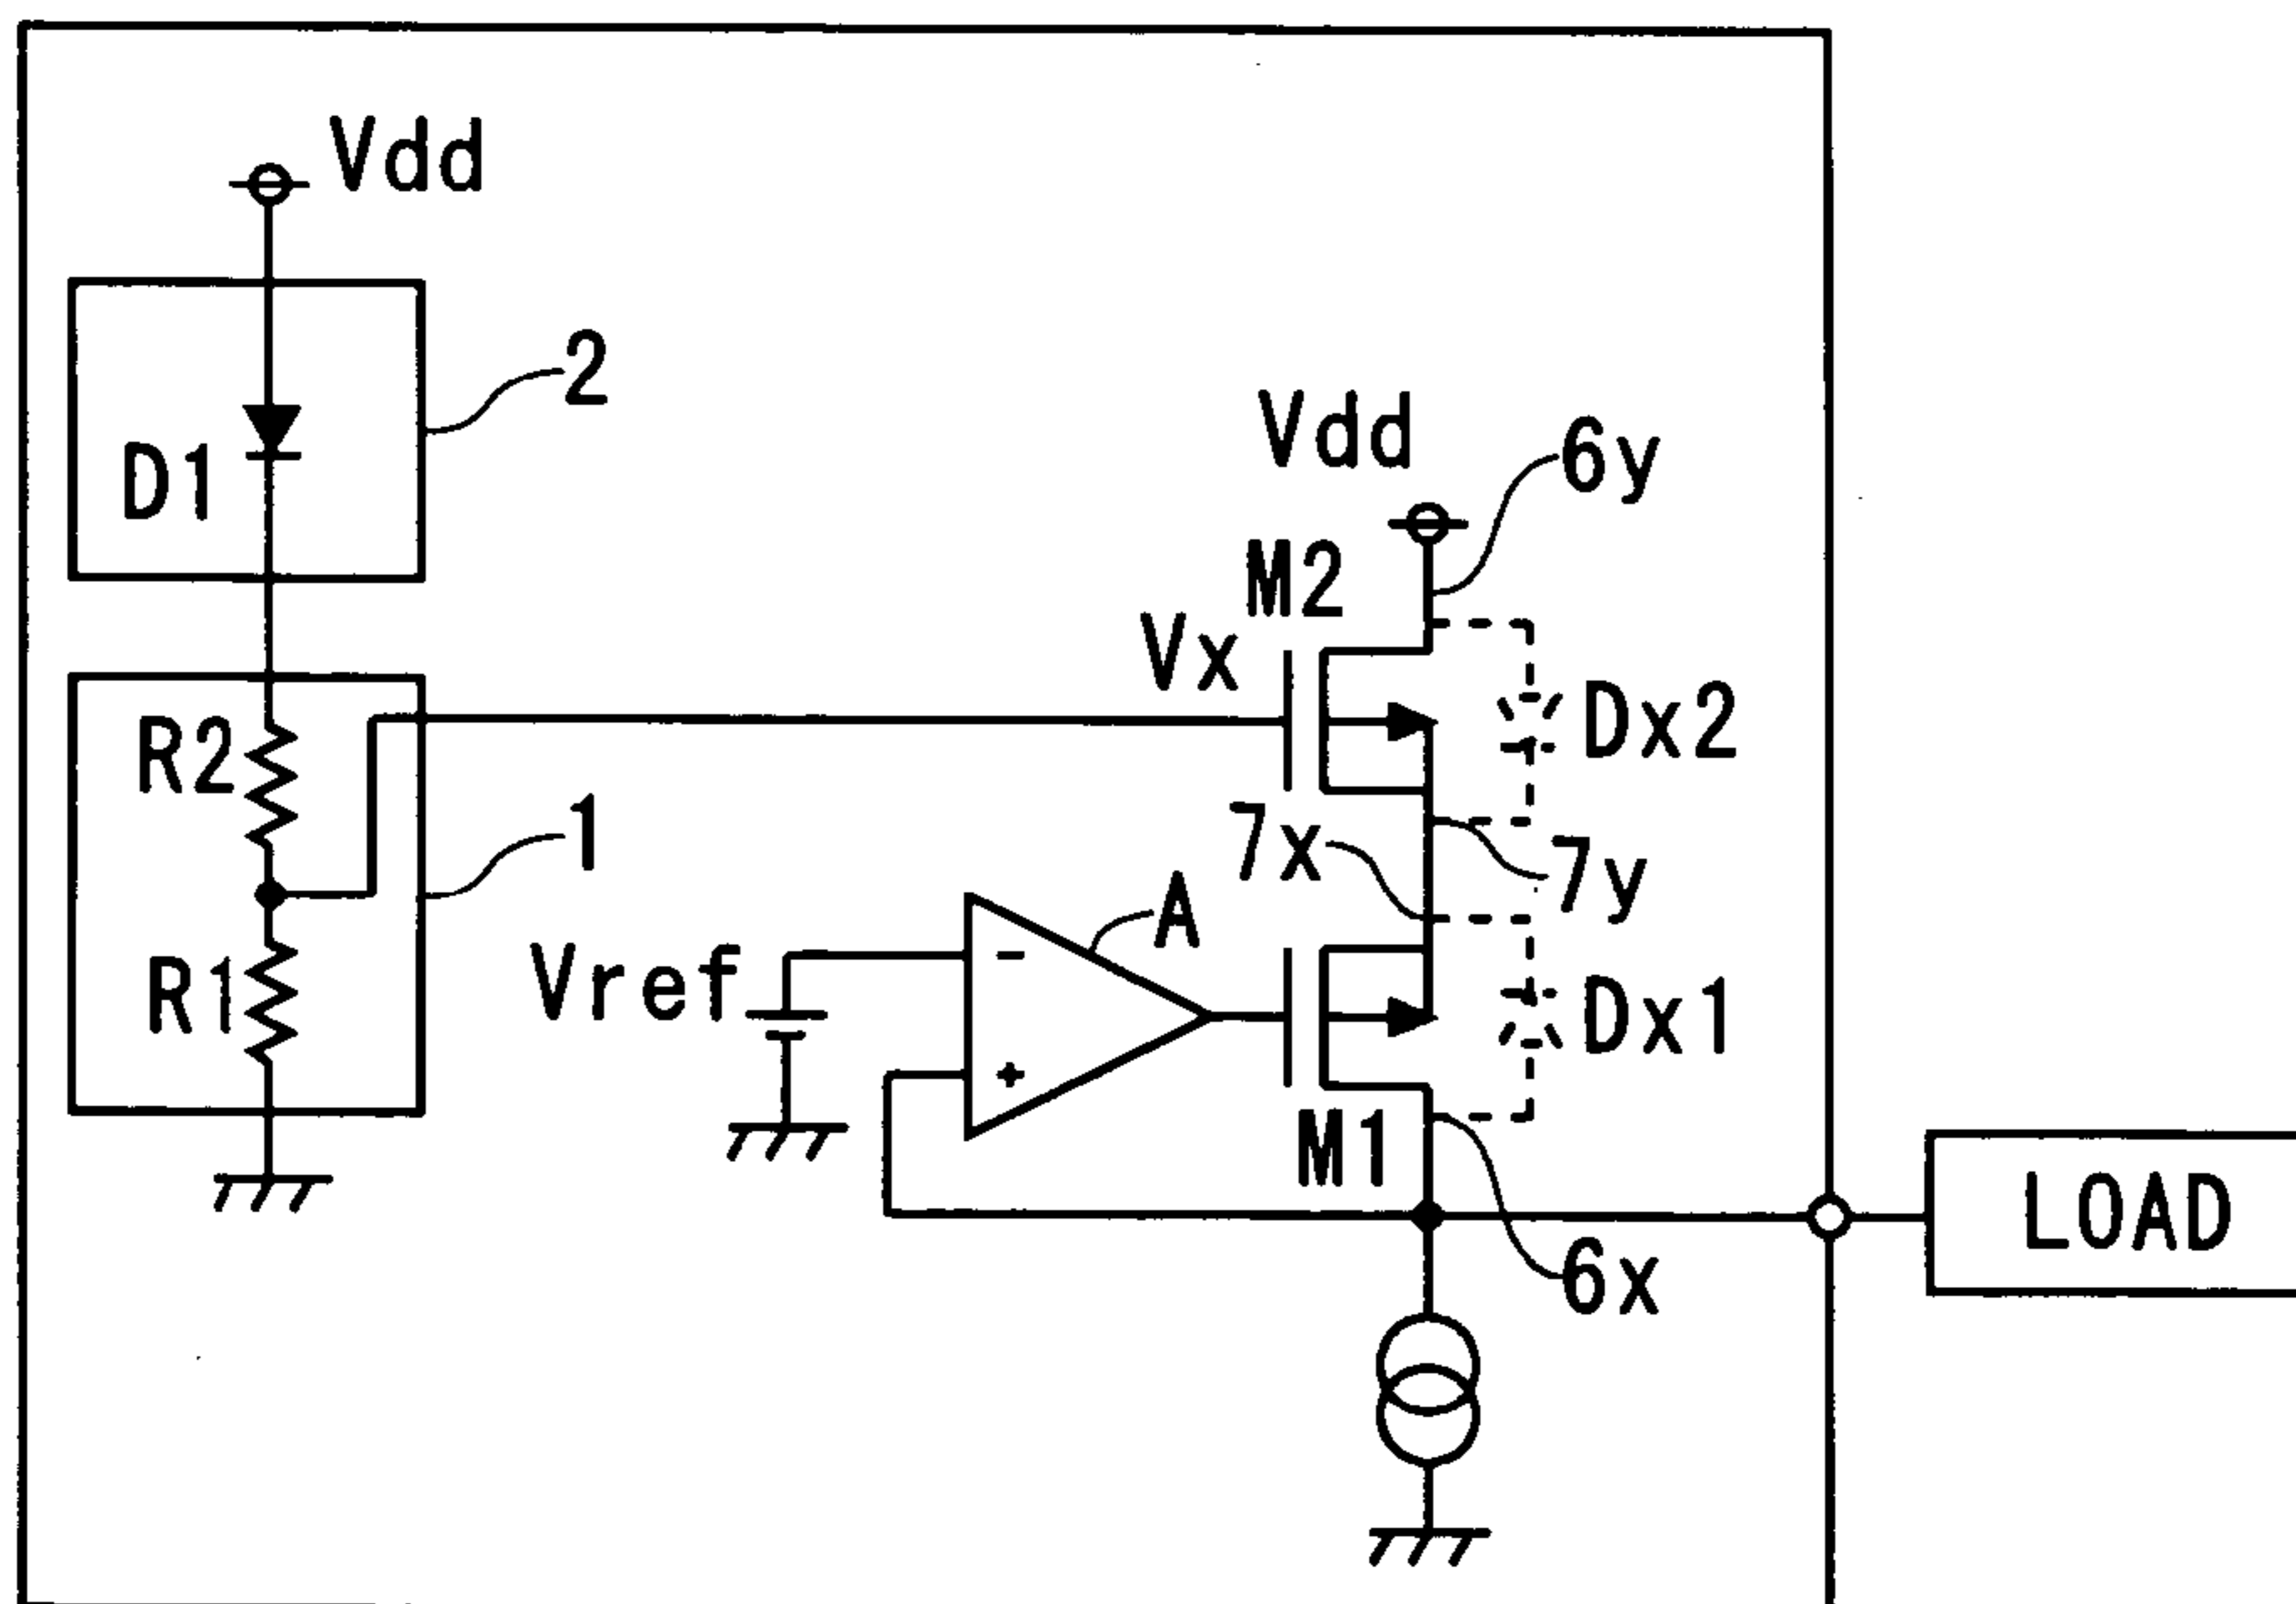 Vdd
2
D1
Vdd
6y
M2
Vx
R2
Dx2
1
7x
7y
A
Vref
-
R1
Dx1
+
M1
LOAD
6x